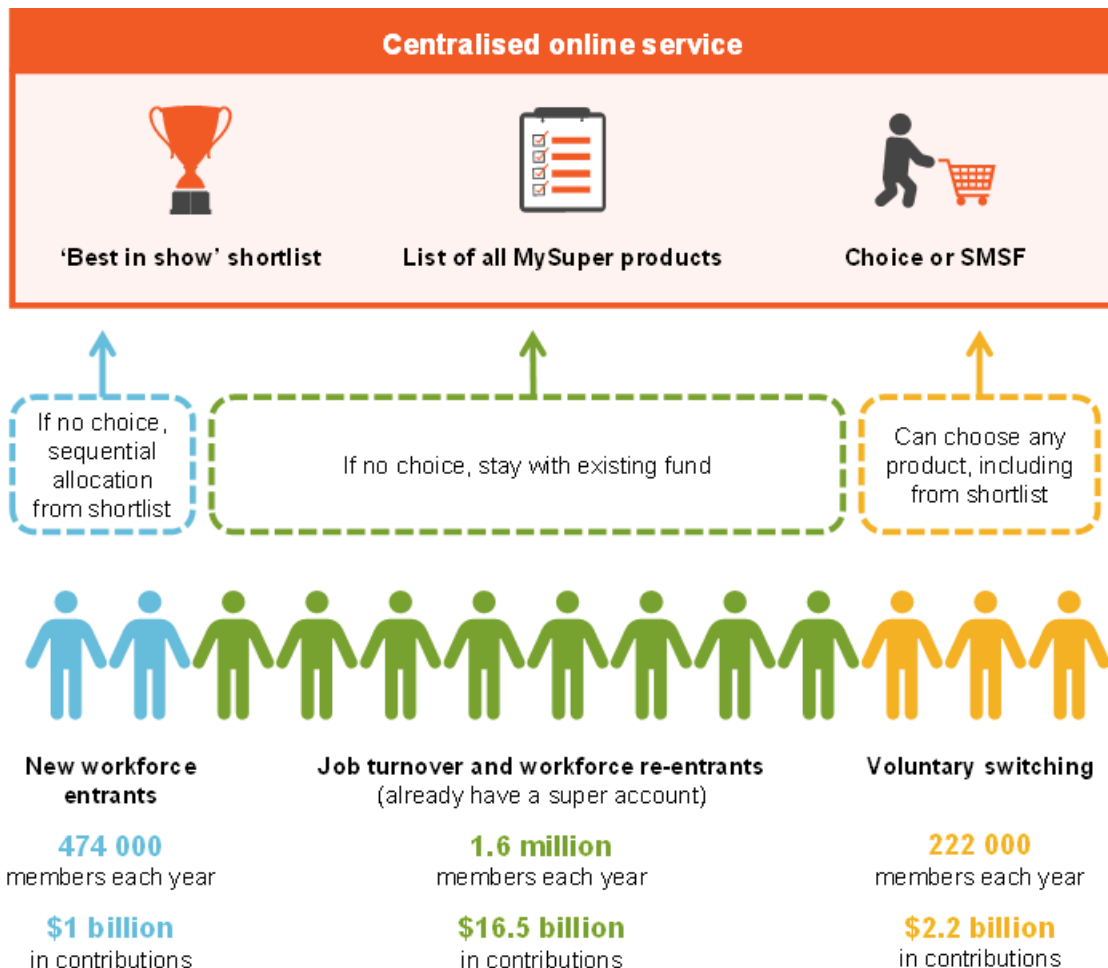 Centralised online service
‘Best in show’ shortlist
List of all MySuper products
Choice or SMSF
If no choice,
sequential
allocation
from shortlist
If no choice, stay with existing fund
Can choose any
product, including
from shortlist
New workforce
entrants
474 000
members each year
$1 billion
in contributions
Job turnover and workforce re-entrants
(already have a super account)
1.6 million
members each year
$16.5 billion
in contributions
Voluntary switching
222 000
members each year
$2.2 billion
in contributions